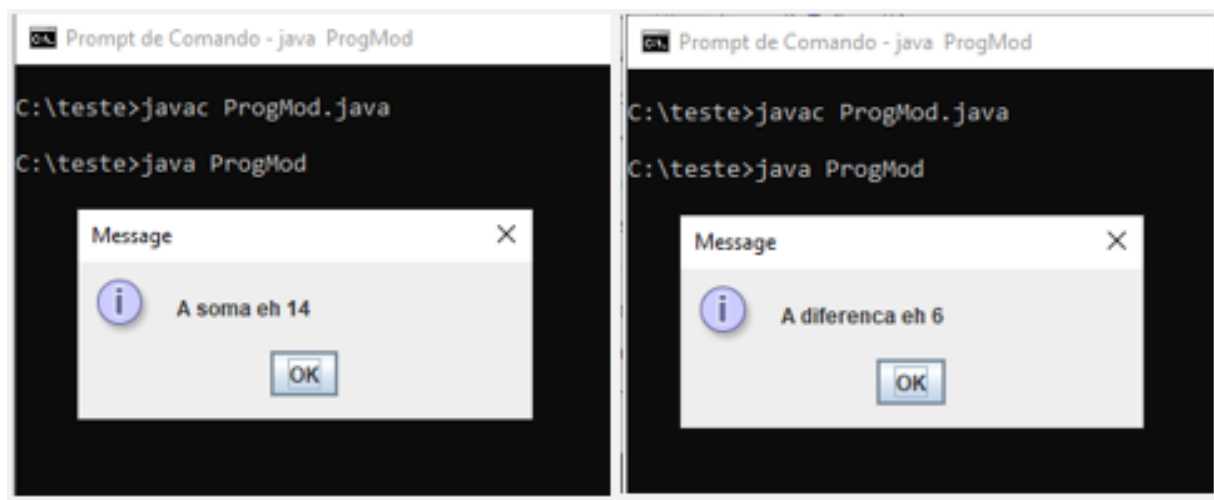 Prompt de Comando - java ProgMod
C:\teste>javac ProgMod.java
C:\teste>java ProgMod
Message
A soma eh 14
OK
Prompt de Comando - java ProgMod
C:\teste>javac ProgMod.java
C:\teste>java ProgMod
Message
A diferenca eh 6
OK